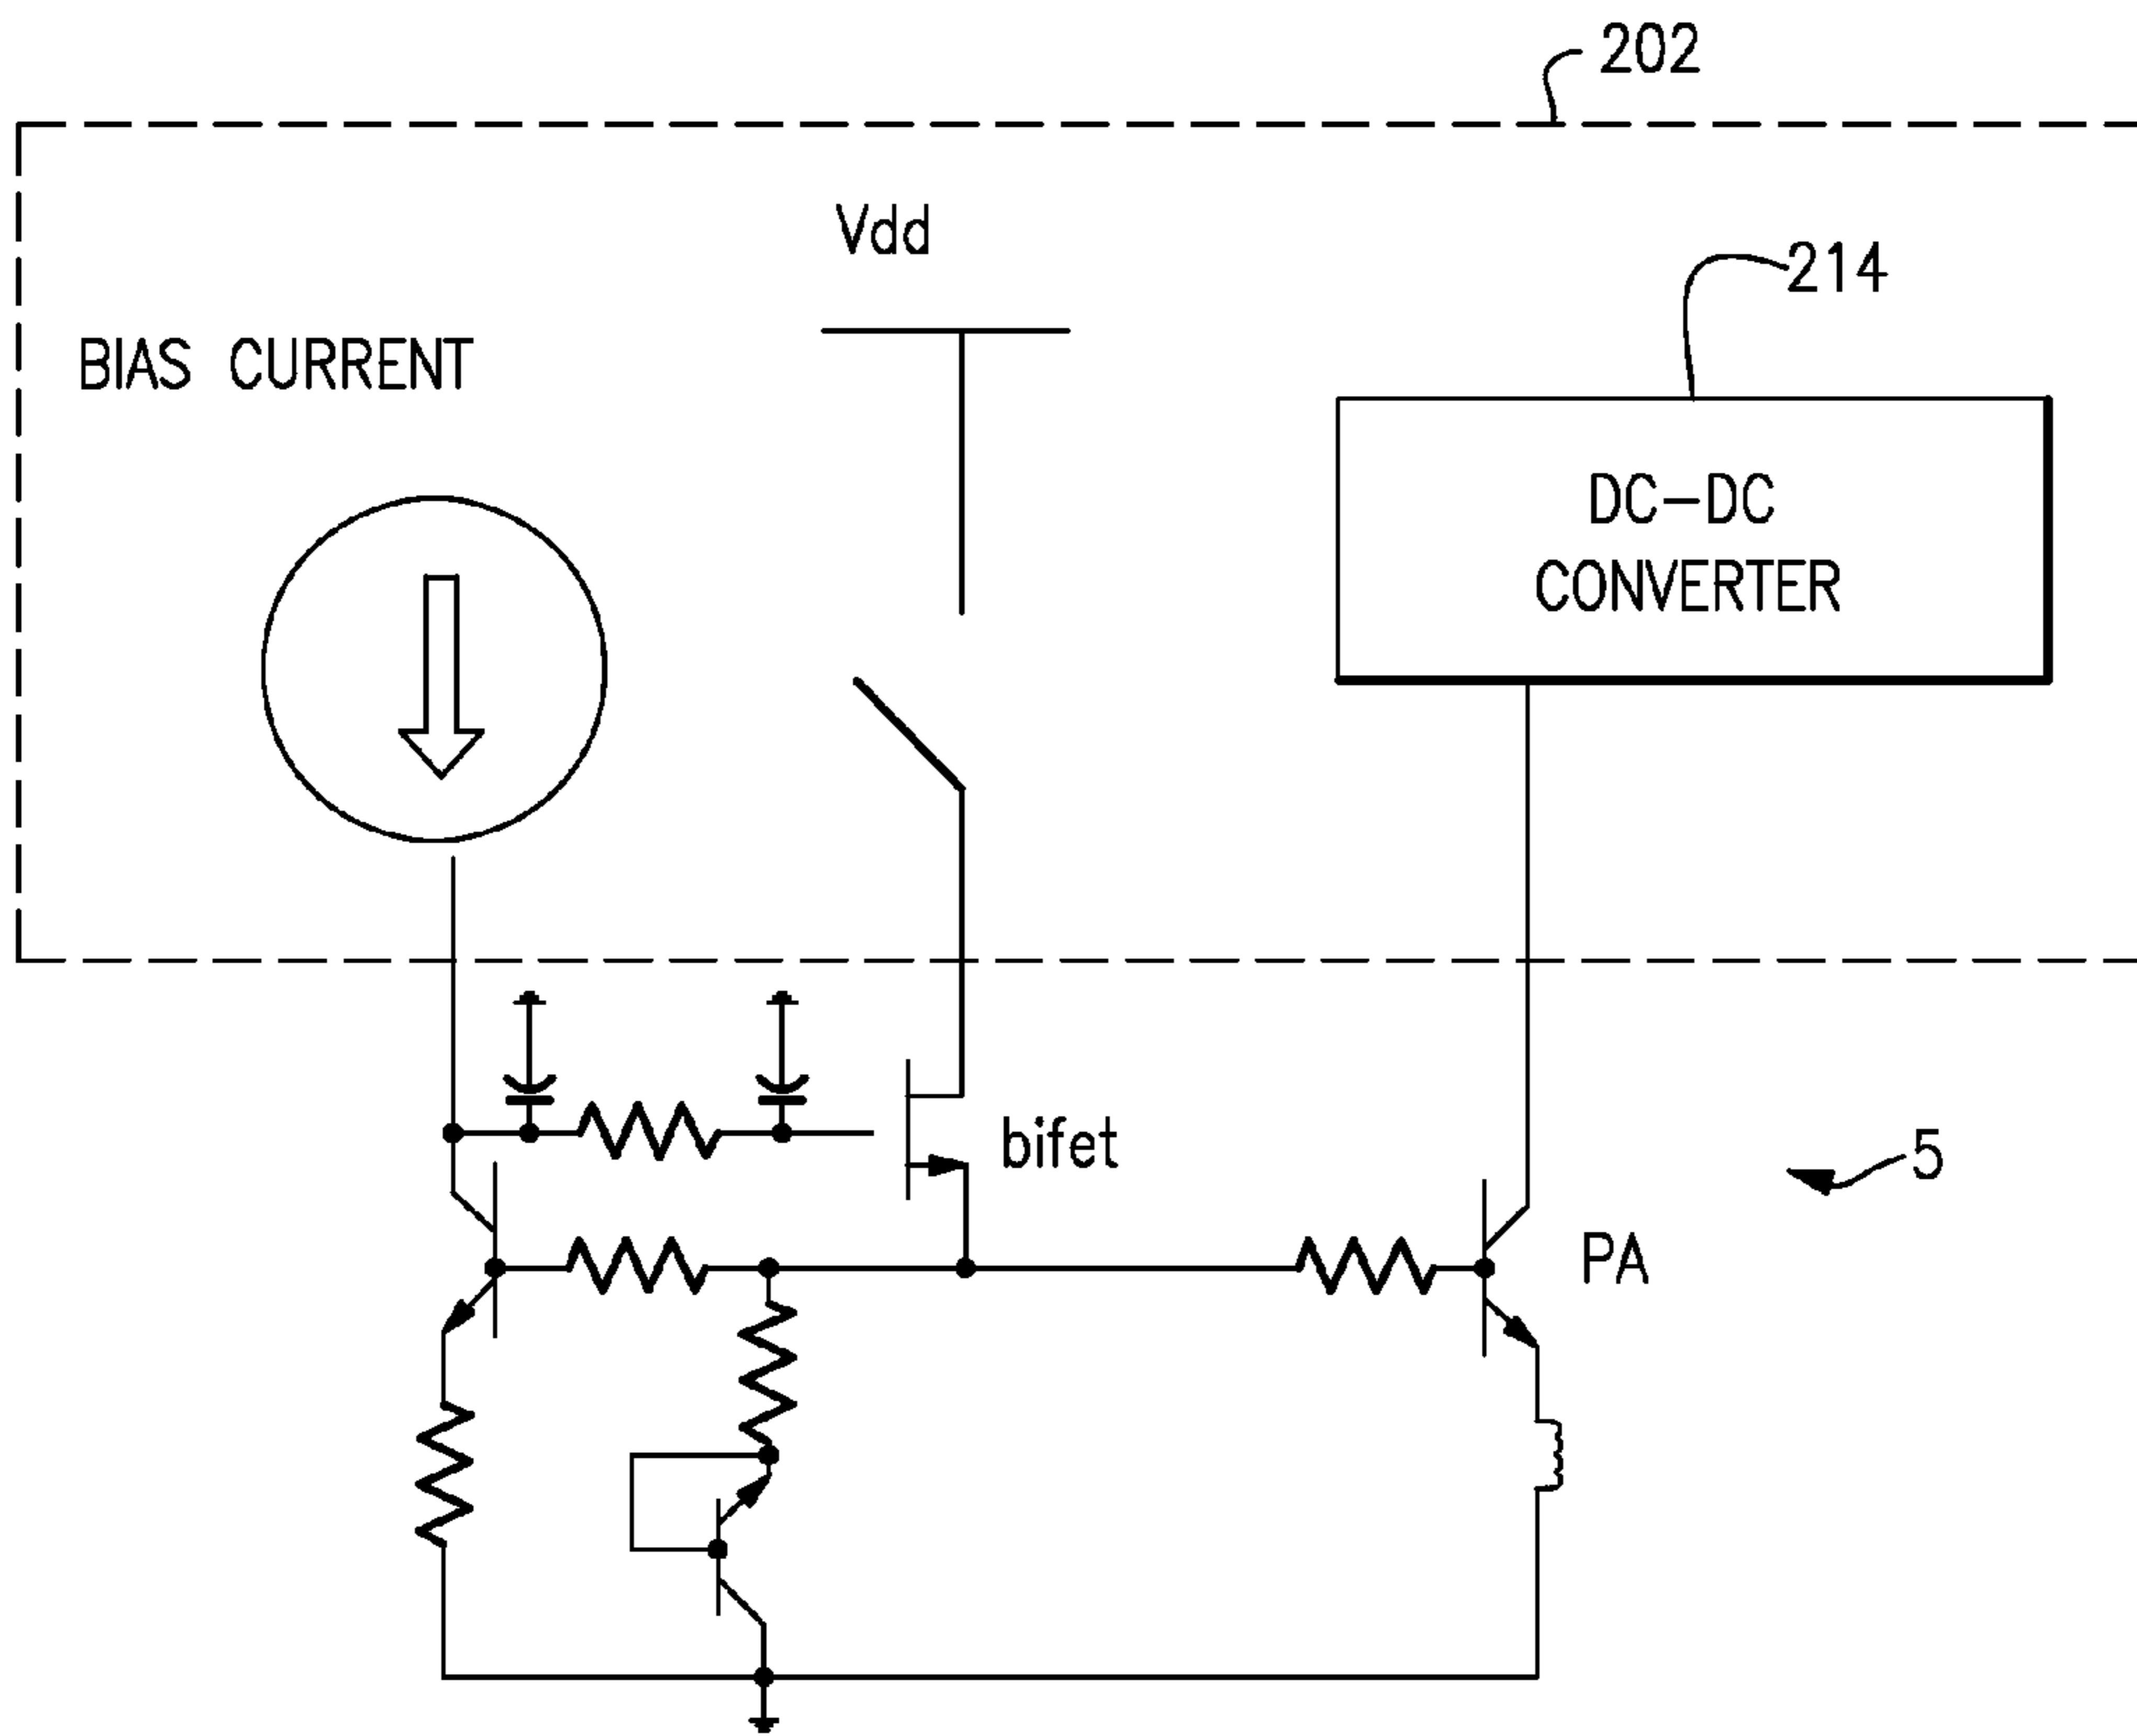 202
Vdd
214
BIAS CURRENT
DC-DC
CONVERTER
bifet
5
PA